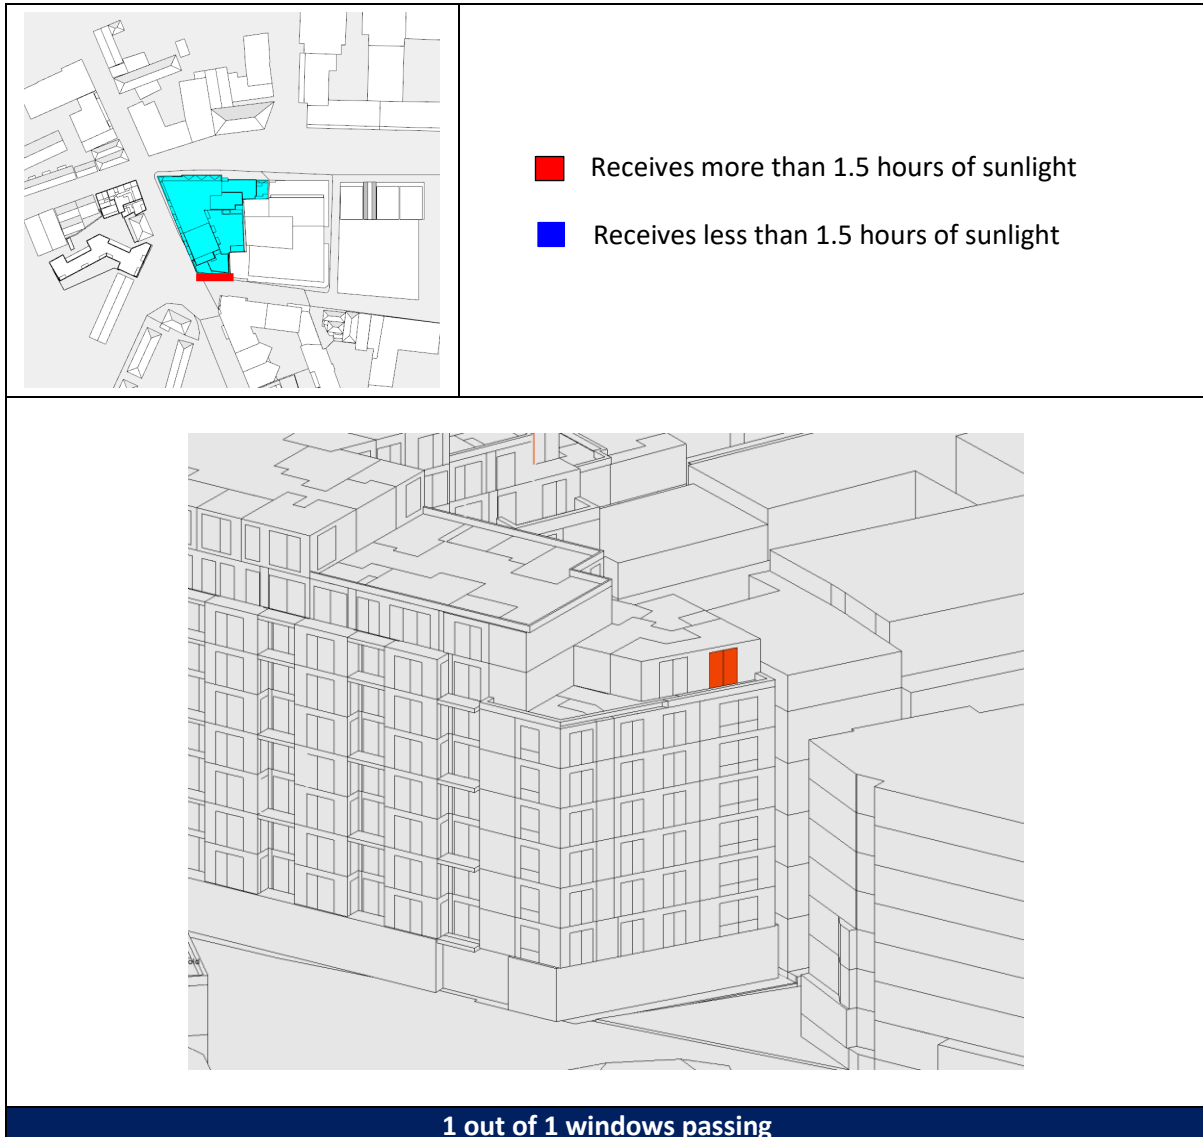 Receives more than 1.5 hours of sunlight
Receives less than 1.5 hours of sunlight
1 out of 1 windows passing